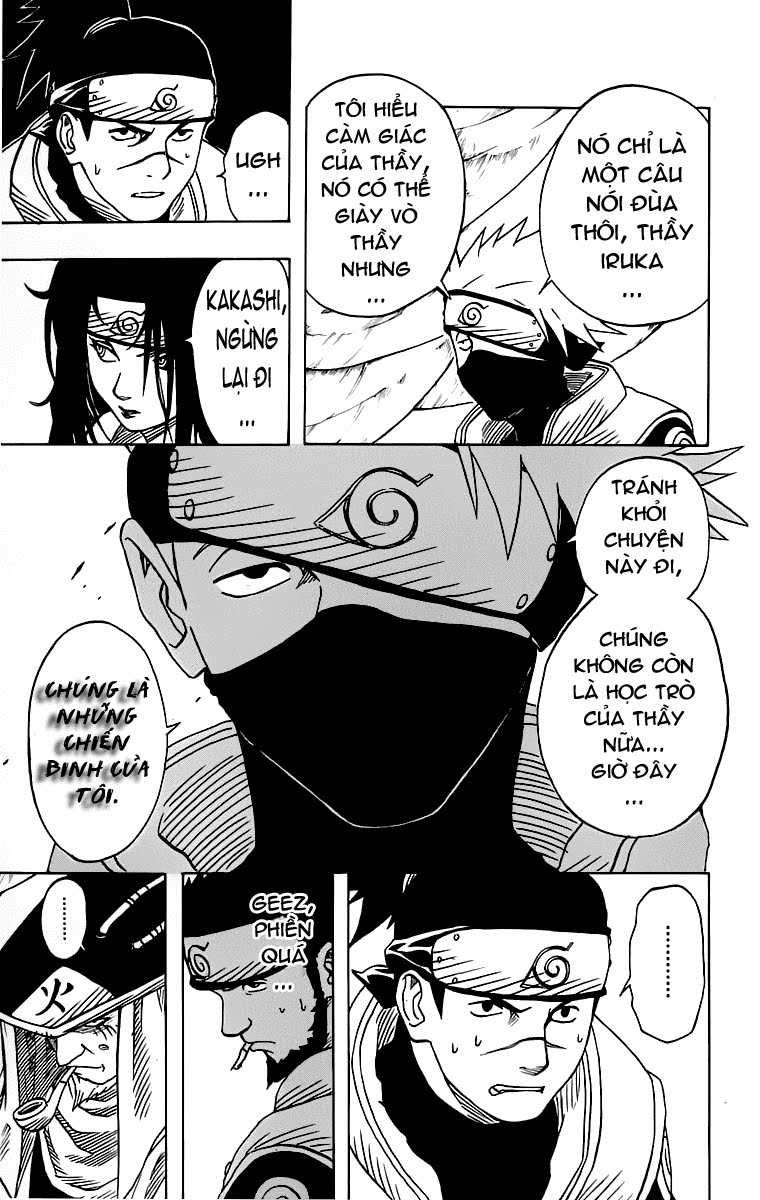 NÓ CHỈ LÀ
MỘT CÂU
NÓI ĐÙA
THÔI, THẦY
IRUKA
...
TÔI HIỂU
CẢM GIÁC
CỦA THẦY,
NÓ CÓ THỂ
GIÀY VÒ
THẦY
NHƯNG
...
UGH
...
KAKASHI,
NGỪNG
LẠI ĐI
...
TRÁNH
KHỎI
CHUYỆN
NÀY ĐI,
CHÚNG
KHÔNG CÒN
LÀ HỌC TRÒ
CỦA THẦY
NỮA...
GIỜ ĐÂY
...
CHÚNG LÀ
NHỮNG
CHIẾN
BINH CỦA
TÔI.
.........
GEEZ,
PHIỀN
QUÁ
...
......
火